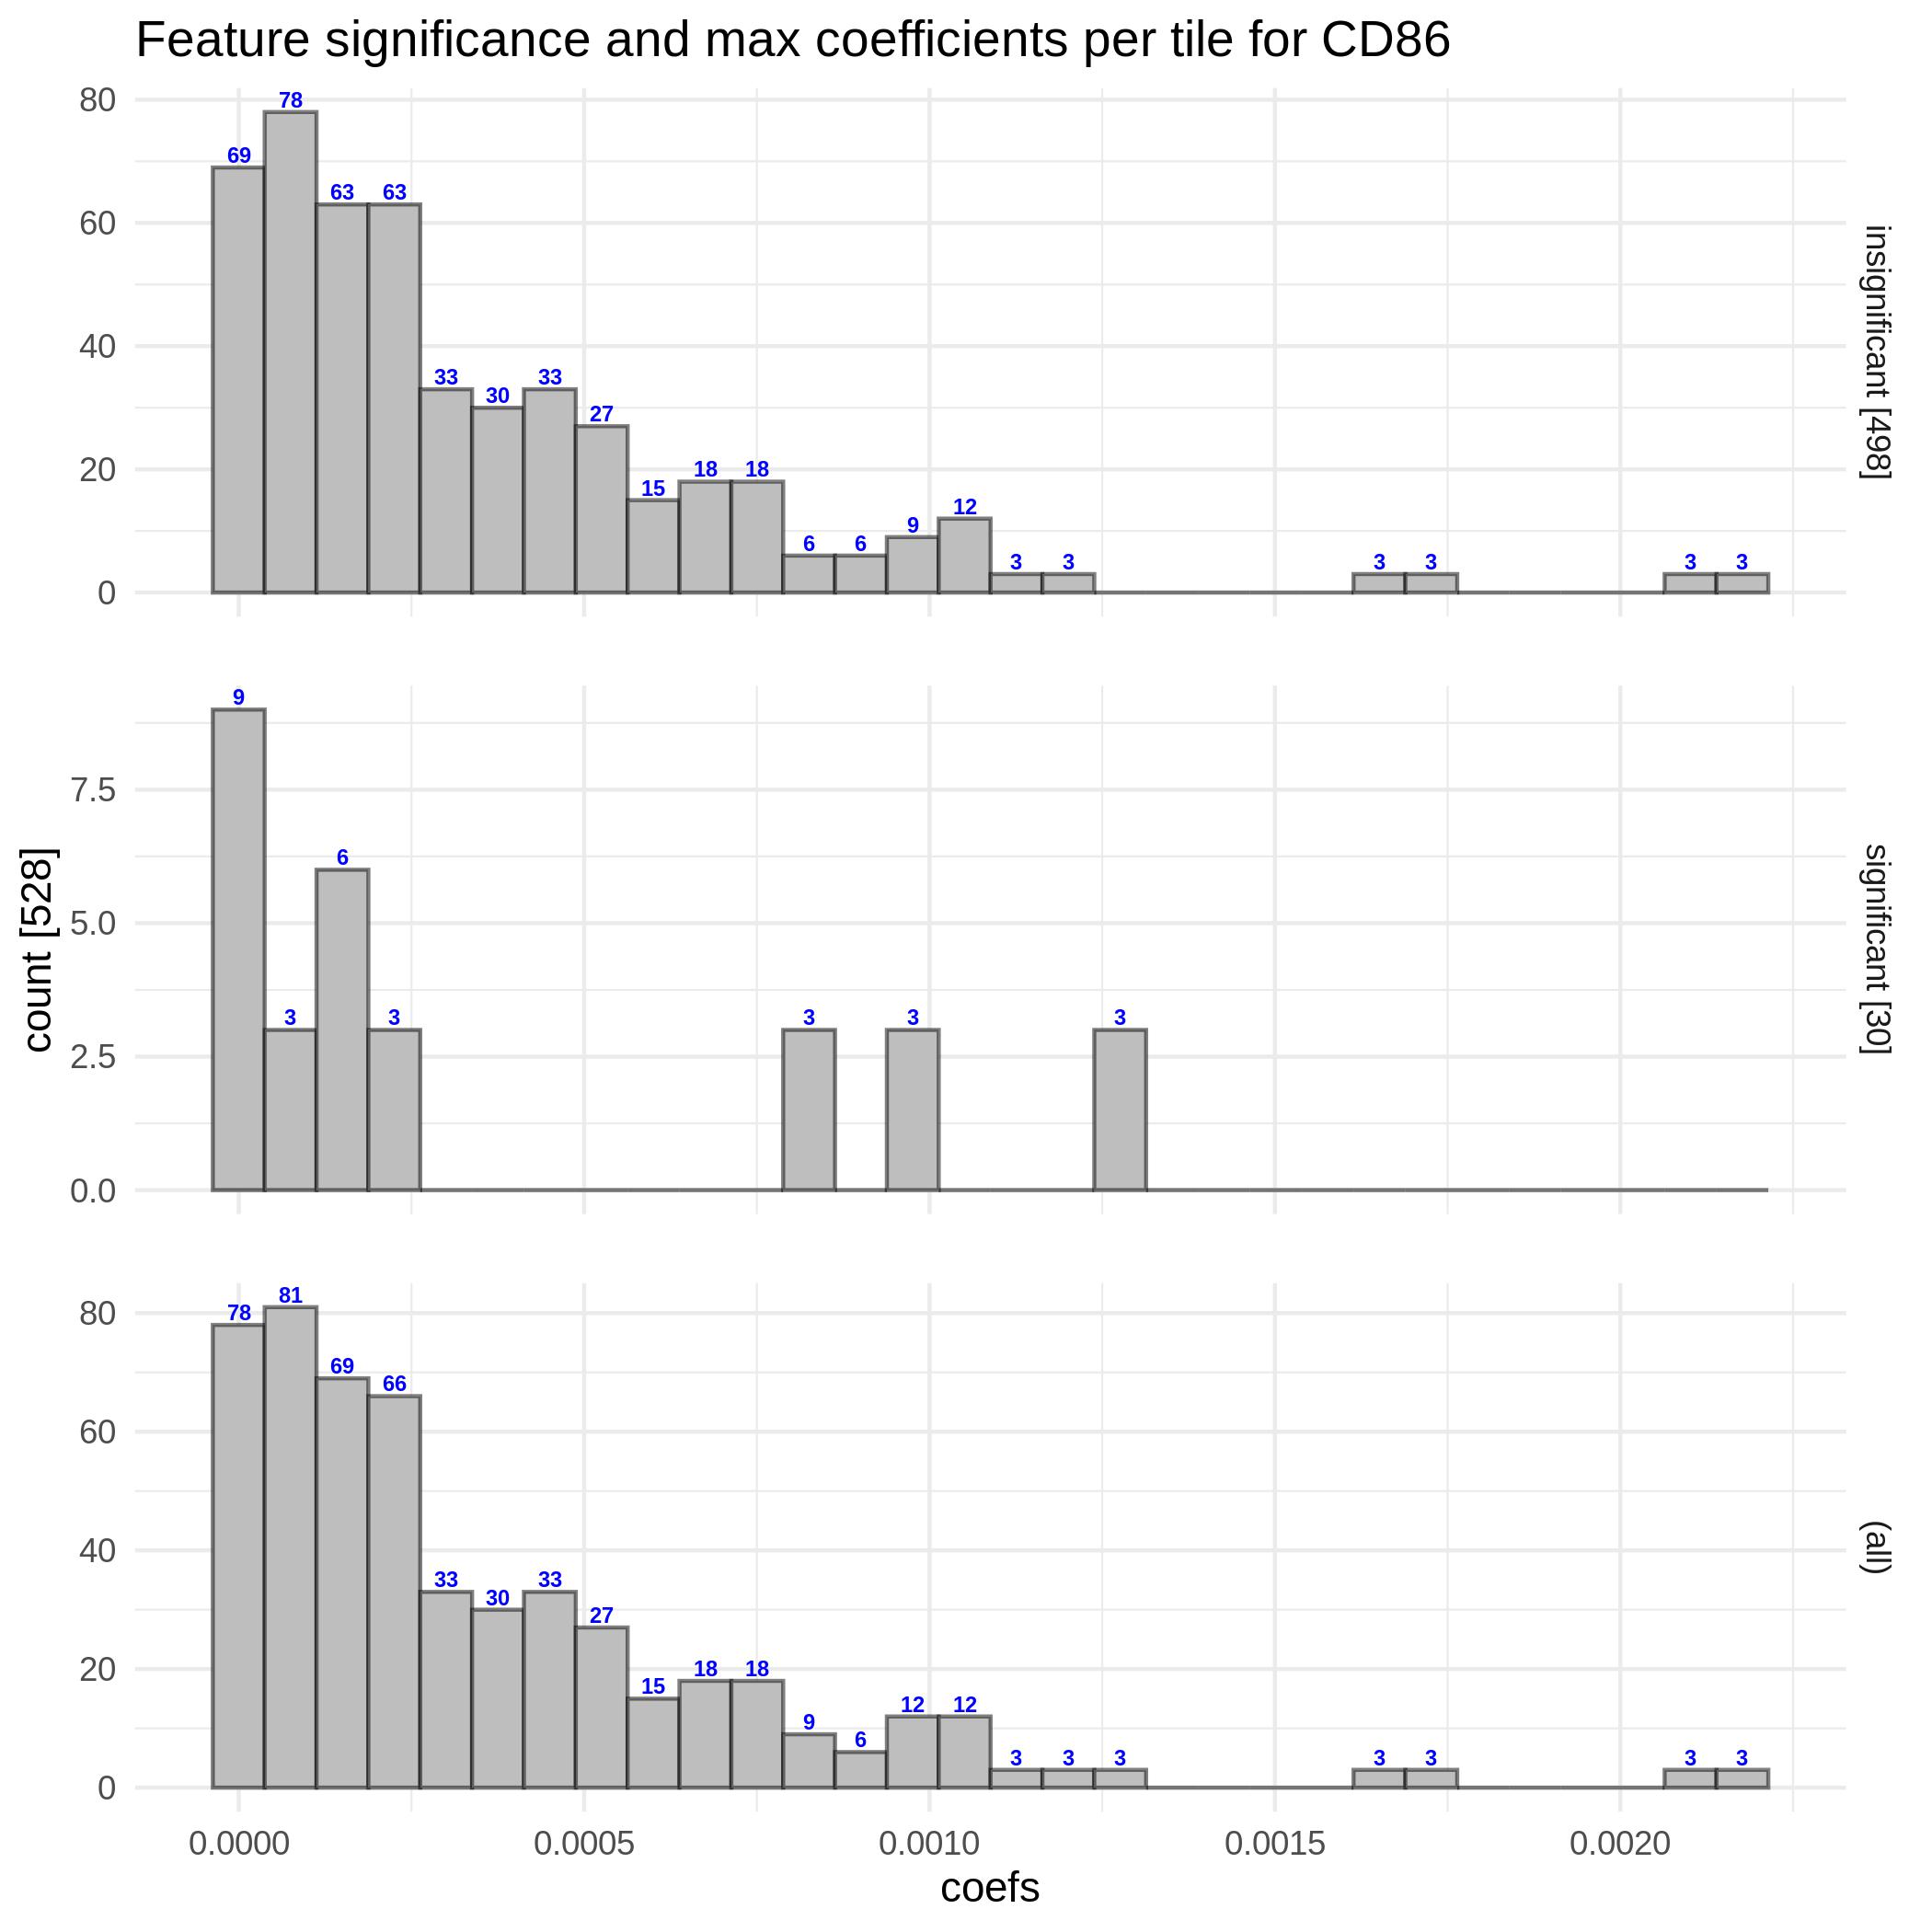 Feature significance and max coefficients per tile for CD86
80
60
40
20
0
69 78 63 63 33 30 33 27 15 18 18 6 6 9 12 3 3 3 3 3 3
insignificant [498]
count [528]
7.5
5.0
2.5
0.0
9 3 6 3 3 3 3
significant [30]
80
60
40
20
0
78 81 69 66 33 30 33 27 15 18 18 9 6 12 12 3 3 3 3 3 3 3
(all)
0.0000 0.0005 0.0010 0.0015 0.0020
coefs